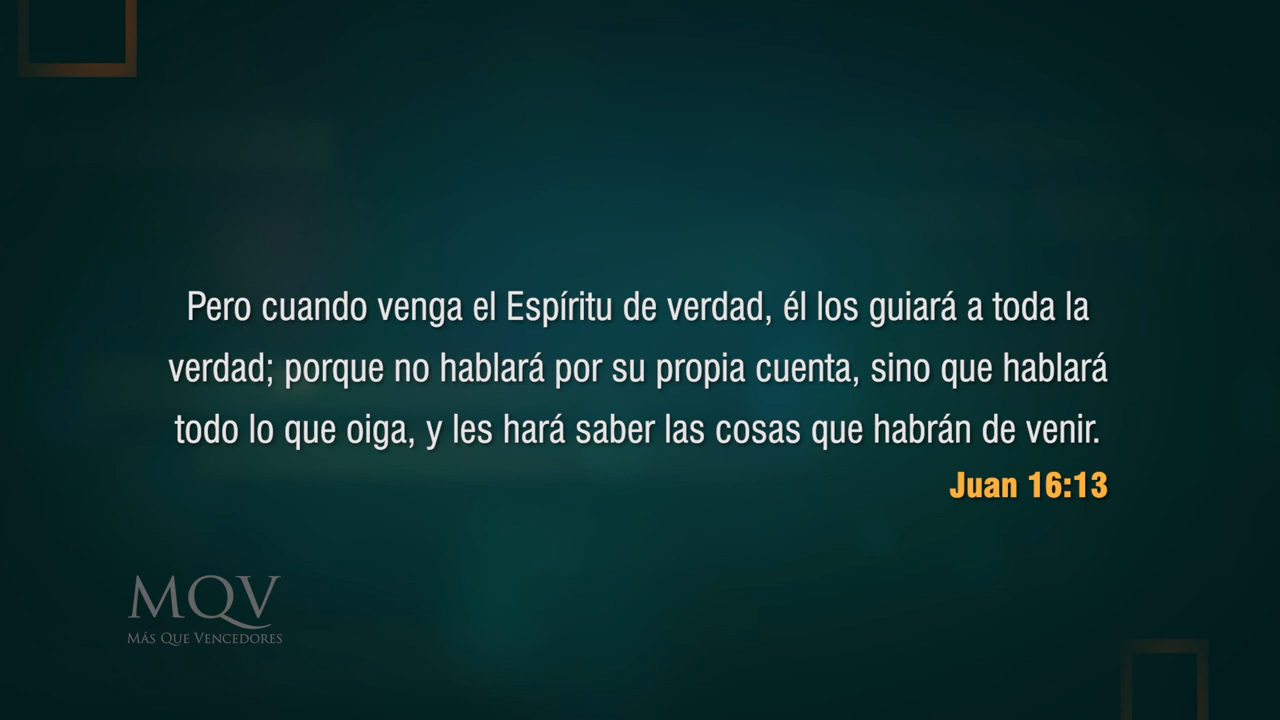 Pero cuando venga el Espíritu de verdad, él los guiará a toda la
verdad; porque no hablará por su propia cuenta, sino que hablará
todo lo que oiga, y les hará saber las cosas que habrán de venir.
Juan 16:13
MQV
MÁS QUE VENCEDORES